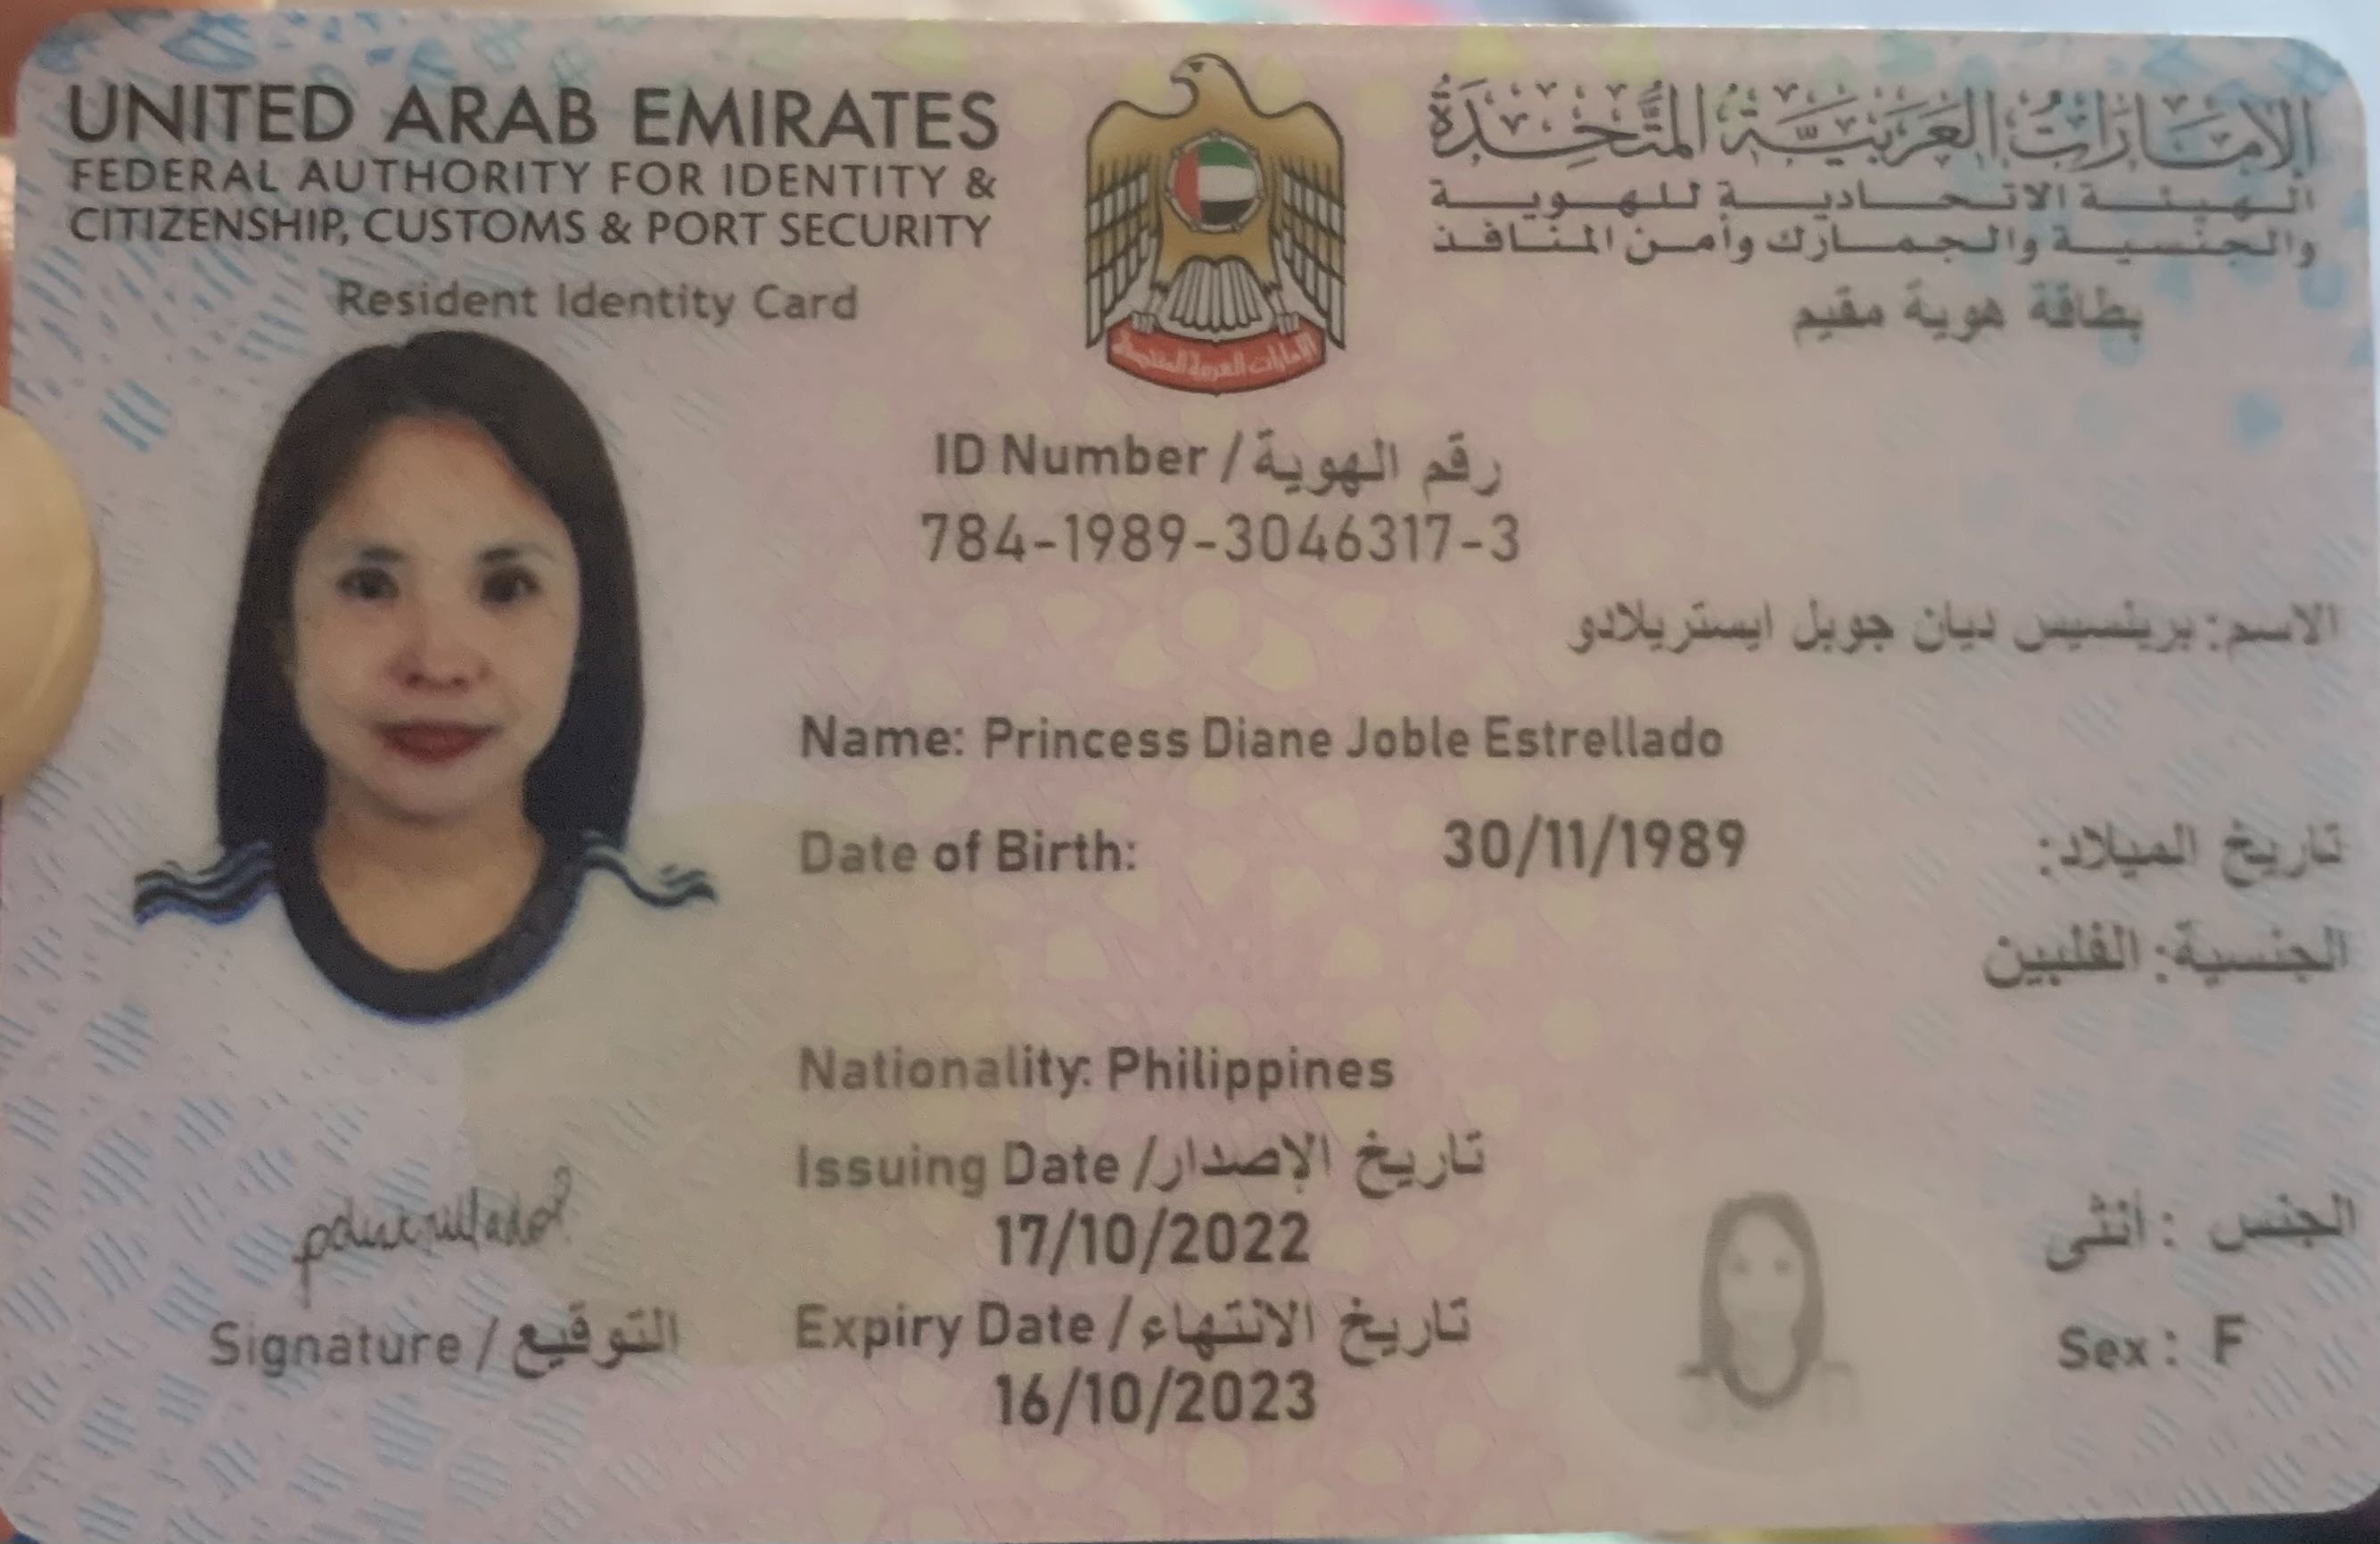 UNITED ARAB EMIRATES
الإمارات العربية المتحدة
FEDERAL AUTHORITY FOR IDENTITY &
الهيئة الاتحادية للهوية
CITIZENSHIP, CUSTOMS & PORT SECURITY
والجنسية والجمارك وأمن المنافذ
Resident Identity Card
بطاقة هوية مقيم
الإمارات العربية المتحدة
ID Number / رقم الهوية
784-1989-3046317-3
الاسم: برينسيس ديان جوبل ايستريلادو
Name: Princess Diane Joble Estrellado
Date of Birth: 30/11/1989 تاريخ الميلاد:
الجنسية: الفلبين
Nationality: Philippines
Issuing Date / تاريخ الإصدار
17/10/2022
الجنس : أنثى
Expiry Date / تاريخ الانتهاء
16/10/2023
Sex : F
Signature / التوقيع